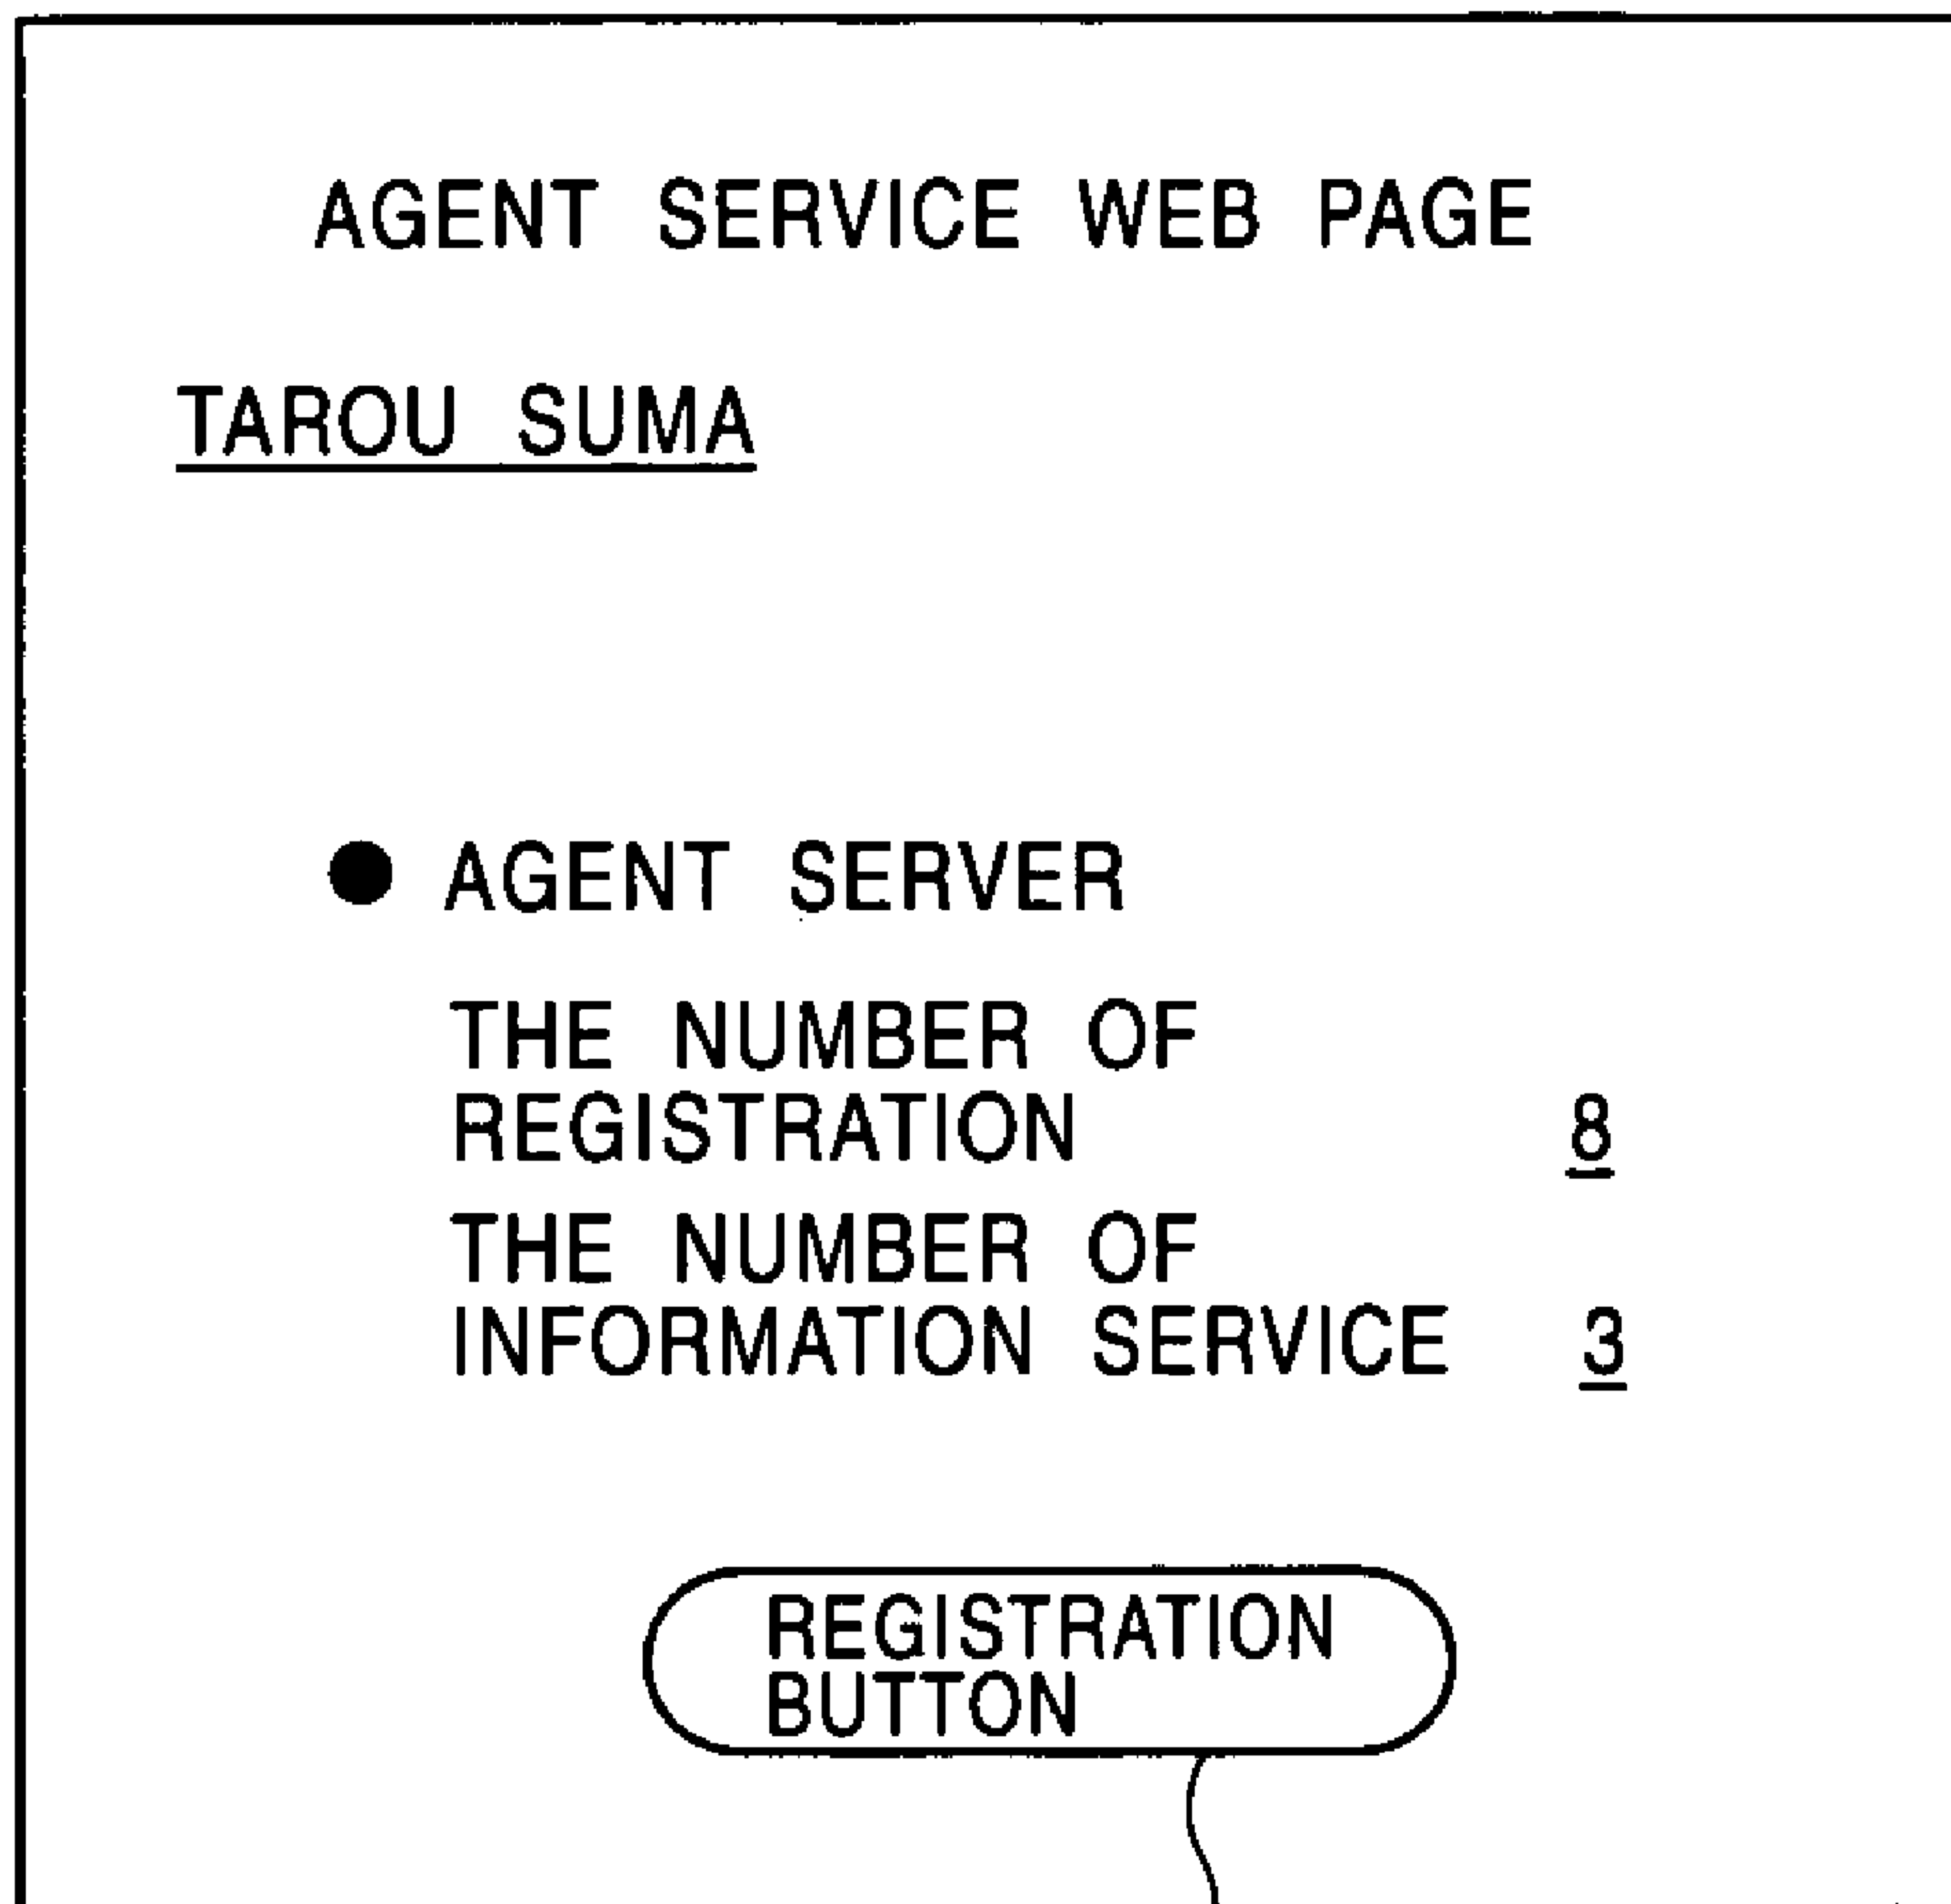 AGENT SERVICE WEB PAGE
TAROU SUMA
● AGENT SERVER
THE NUMBER OF
REGISTRATION 8
THE NUMBER OF
INFORMATION SERVICE 3
REGISTRATION
BUTTON